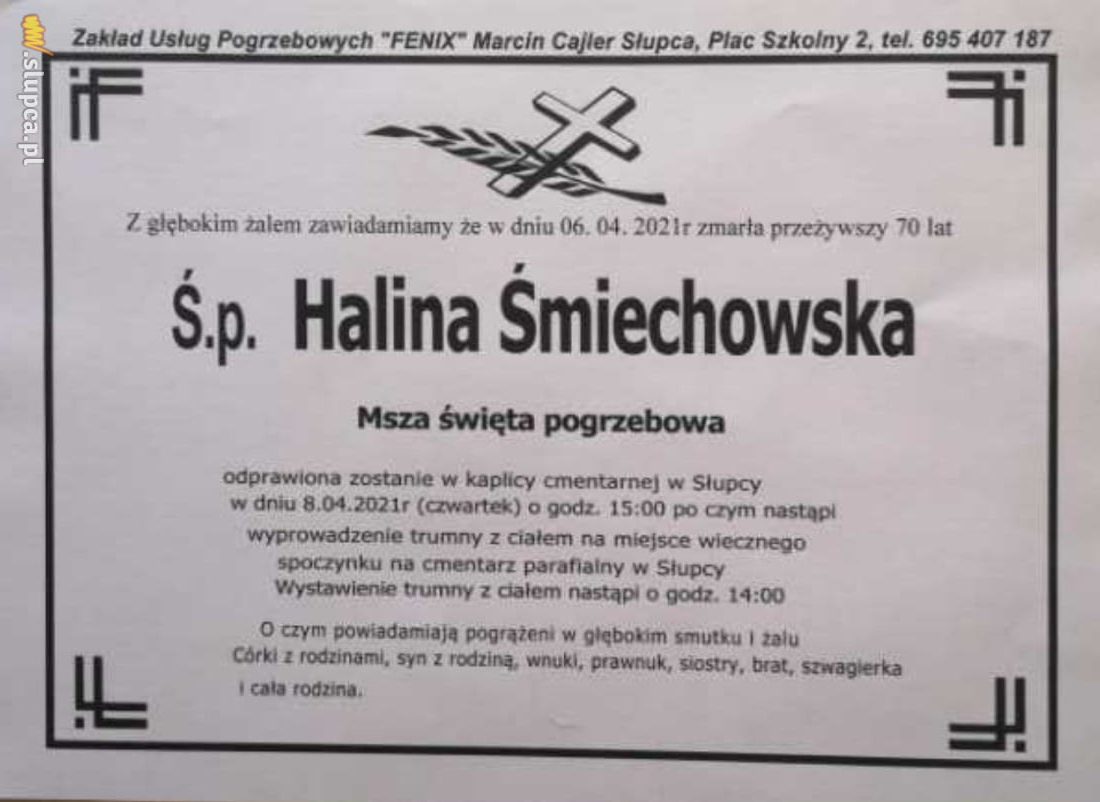 Zakład Usług Pogrzebowych "FENIX" Marcin Cajler Słupca, Plac Szkolny 2, tel. 695 407 187
slupca.pl
Z głębokim żalem zawiadamiamy że w dniu 06. 04. 2021r zmarła przeżywszy 70 lat
Ś.p. Halina Śmiechowska
Msza święta pogrzebowa
odprawiona zostanie w kaplicy cmentarnej w Słupcy
w dniu 8.04.2021r (czwartek) o godz. 15:00 po czym nastąpi
wyprowadzenie trumny z ciałem na miejsce wiecznego
spoczynku na cmentarz parafialny w Słupcy
Wystawienie trumny z ciałem nastąpi o godz. 14:00
O czym powiadamiają pogrążeni w głębokim smutku i żalu
Córki z rodzinami, syn z rodziną, wnuki, prawnuk, siostry, brat, szwagierka
i cała rodzina.